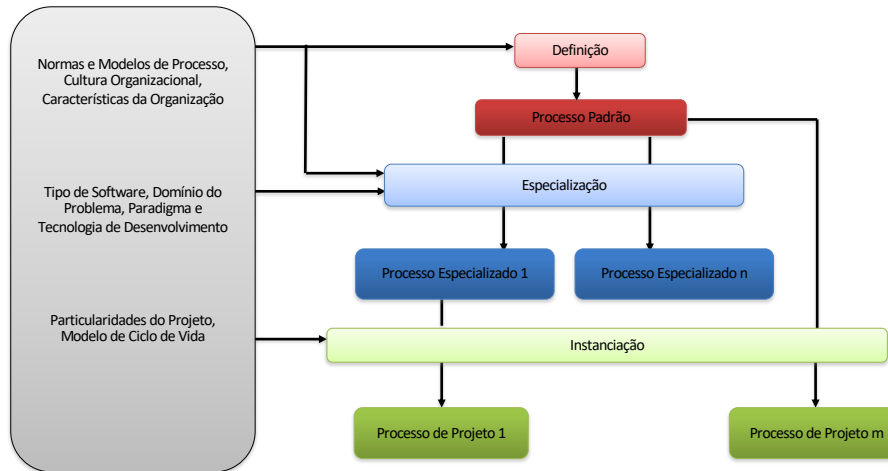 Normas e Modelos de Processo,
Cultura Organizacional,
Características da Organização
Tipo de Software, Domínio do
Problema, Paradigma e
Tecnologia de Desenvolvimento
Particularidades do Projeto,
Modelo de Ciclo de Vida
Definição
Processo Padrão
Especialização
Processo Especializado 1
Processo Especializado n
Instanciação
Processo de Projeto 1
Processo de Projeto m